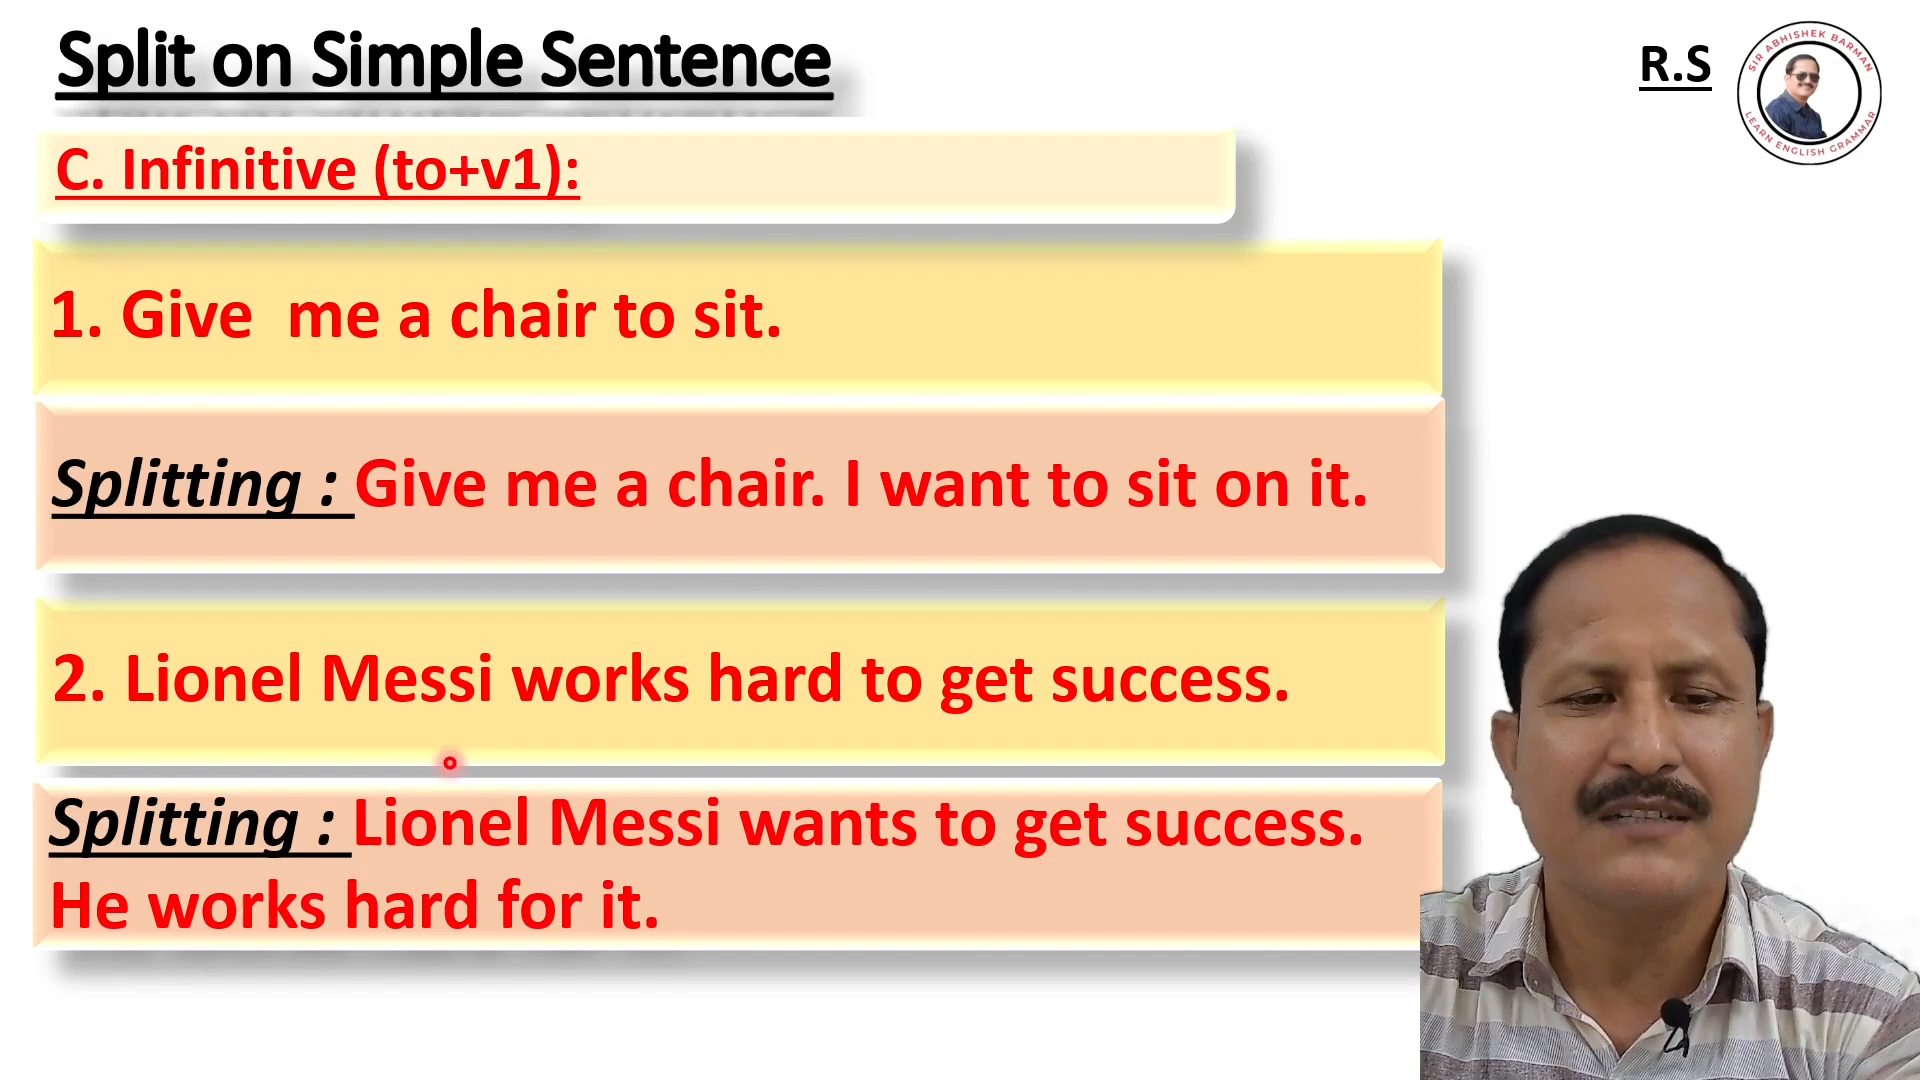 Split on Simple Sentence
R.S
SIR ABHISHEK BARMAN
LEARN ENGLISH GRAMMAR
C. Infinitive (to+v1):
1. Give  me a chair to sit.
Splitting : Give me a chair. I want to sit on it.
2. Lionel Messi works hard to get success.
Splitting : Lionel Messi wants to get success.
He works hard for it.